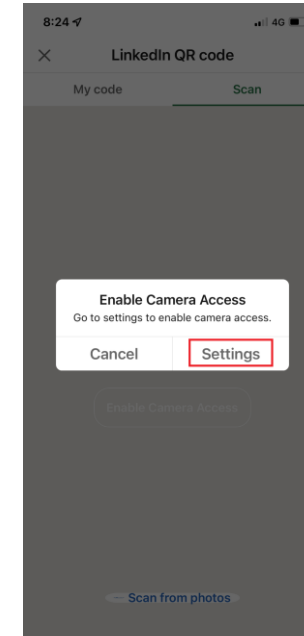 8:24 4G
LinkedIn QR code
My code Scan
Enable Camera Access
Go to settings to enable camera access.
Cancel Settings
Enable Camera Access
Scan from photos